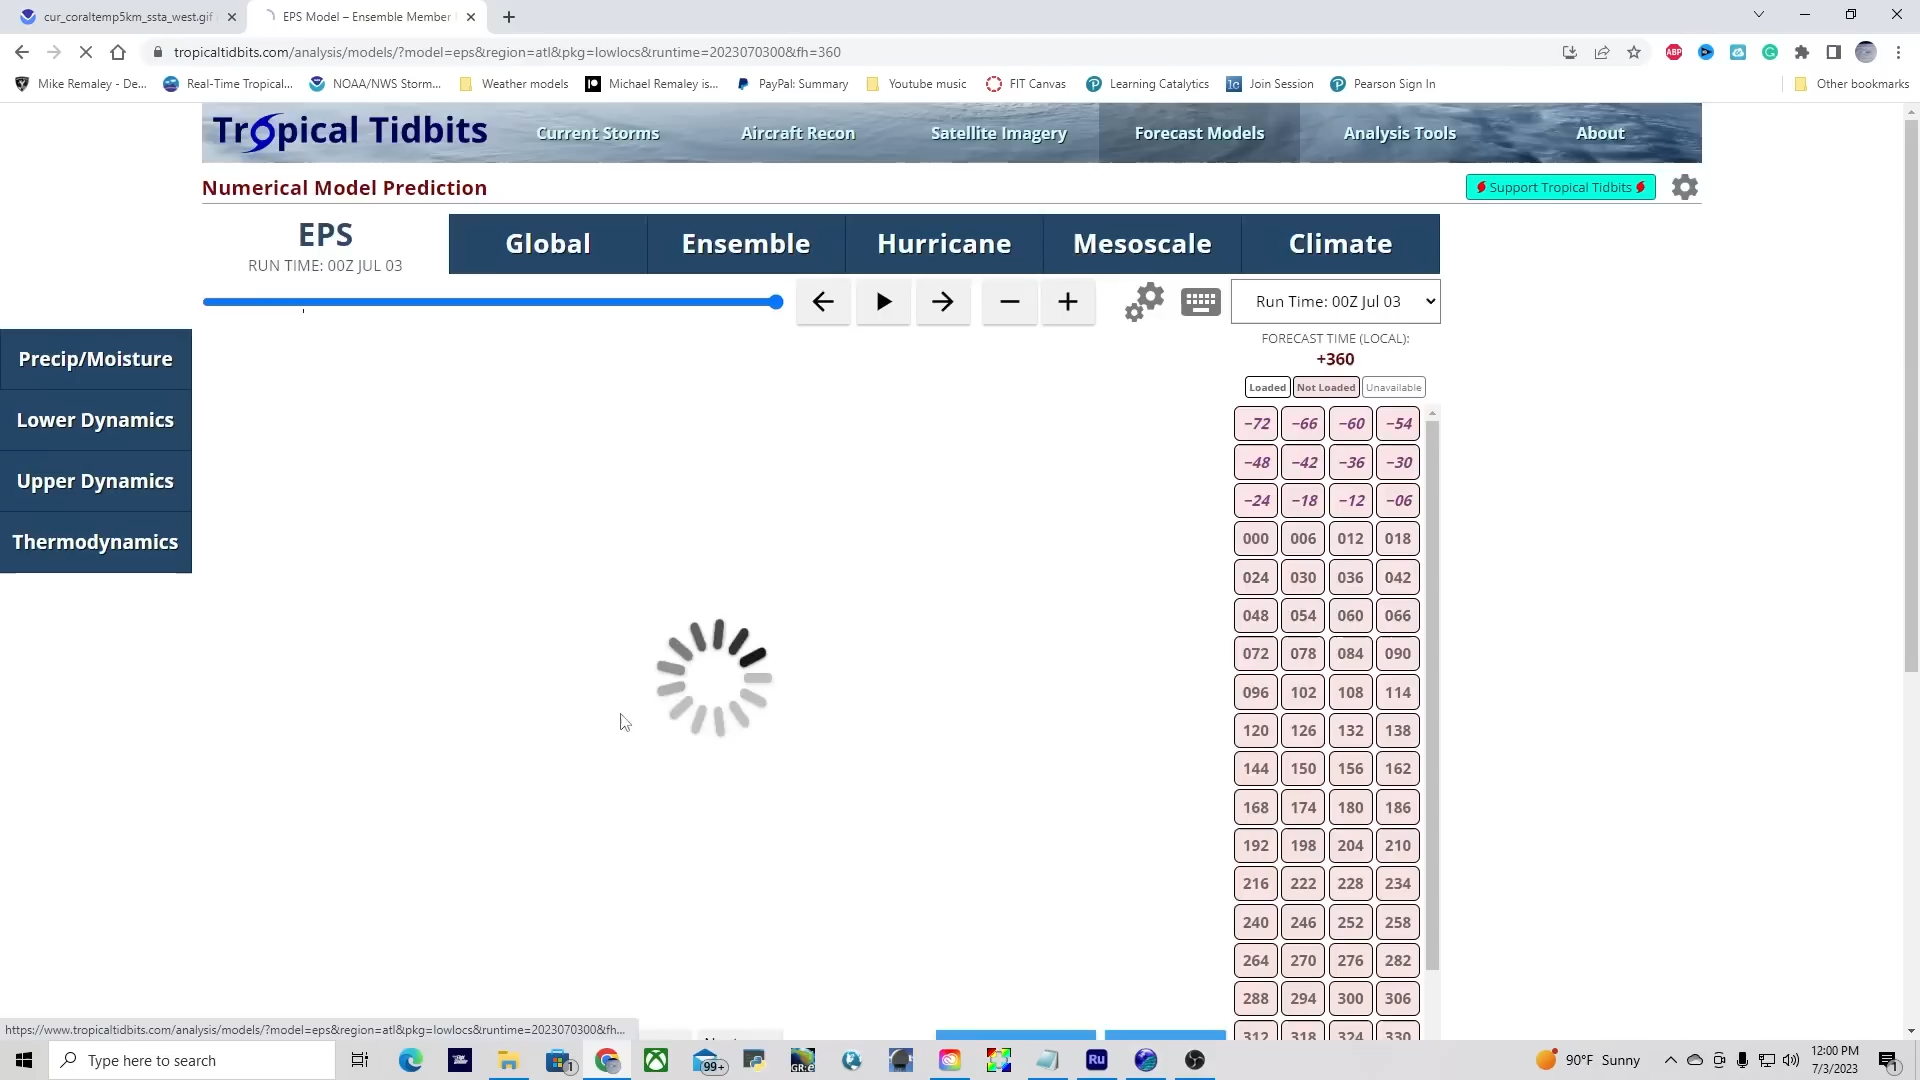 cur_coraltemp5km_ssta_west.gif
EPS Model – Ensemble Member
tropicaltidbits.com/analysis/models/?model=eps&region=atl&pkg=lowlocs&runtime=2023070300&fh=360
Mike Remaley - De...
Real-Time Tropical...
NOAA/NWS Storm...
Weather models
Michael Remaley is...
PayPal: Summary
Youtube music
FIT Canvas
Learning Catalytics
Join Session
Pearson Sign In
Other bookmarks
Tropical Tidbits
Current Storms
Aircraft Recon
Satellite Imagery
Forecast Models
Analysis Tools
About
Numerical Model Prediction
Support Tropical Tidbits
EPS
RUN TIME: 00Z JUL 03
Global
Ensemble
Hurricane
Mesoscale
Climate
Run Time: 00Z Jul 03
FORECAST TIME (LOCAL):
+360
Loaded Not Loaded Unavailable
Precip/Moisture
Lower Dynamics
Upper Dynamics
Thermodynamics
−72 −66 −60 −54
−48 −42 −36 −30
−24 −18 −12 −06
000 006 012 018
024 030 036 042
048 054 060 066
072 078 084 090
096 102 108 114
120 126 132 138
144 150 156 162
168 174 180 186
192 198 204 210
216 222 228 234
240 246 252 258
264 270 276 282
288 294 300 306
312 318 324 330
https://www.tropicaltidbits.com/analysis/models/?model=eps&region=atl&pkg=lowlocs&runtime=2023070300&fh...
Type here to search
1
99+
GR:e
Ru
90°F Sunny
12:00 PM
7/3/2023
1